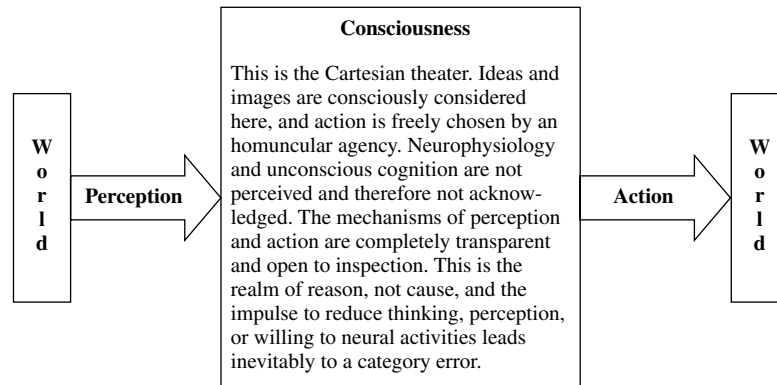 World
Perception
Consciousness
This is the Cartesian theater. Ideas and
images are consciously considered
here, and action is freely chosen by an
homuncular agency. Neurophysiology
and unconscious cognition are not
perceived and therefore not acknow-
ledged. The mechanisms of perception
and action are completely transparent
and open to inspection. This is the
realm of reason, not cause, and the
impulse to reduce thinking, perception,
or willing to neural activities leads
inevitably to a category error.
Action
World